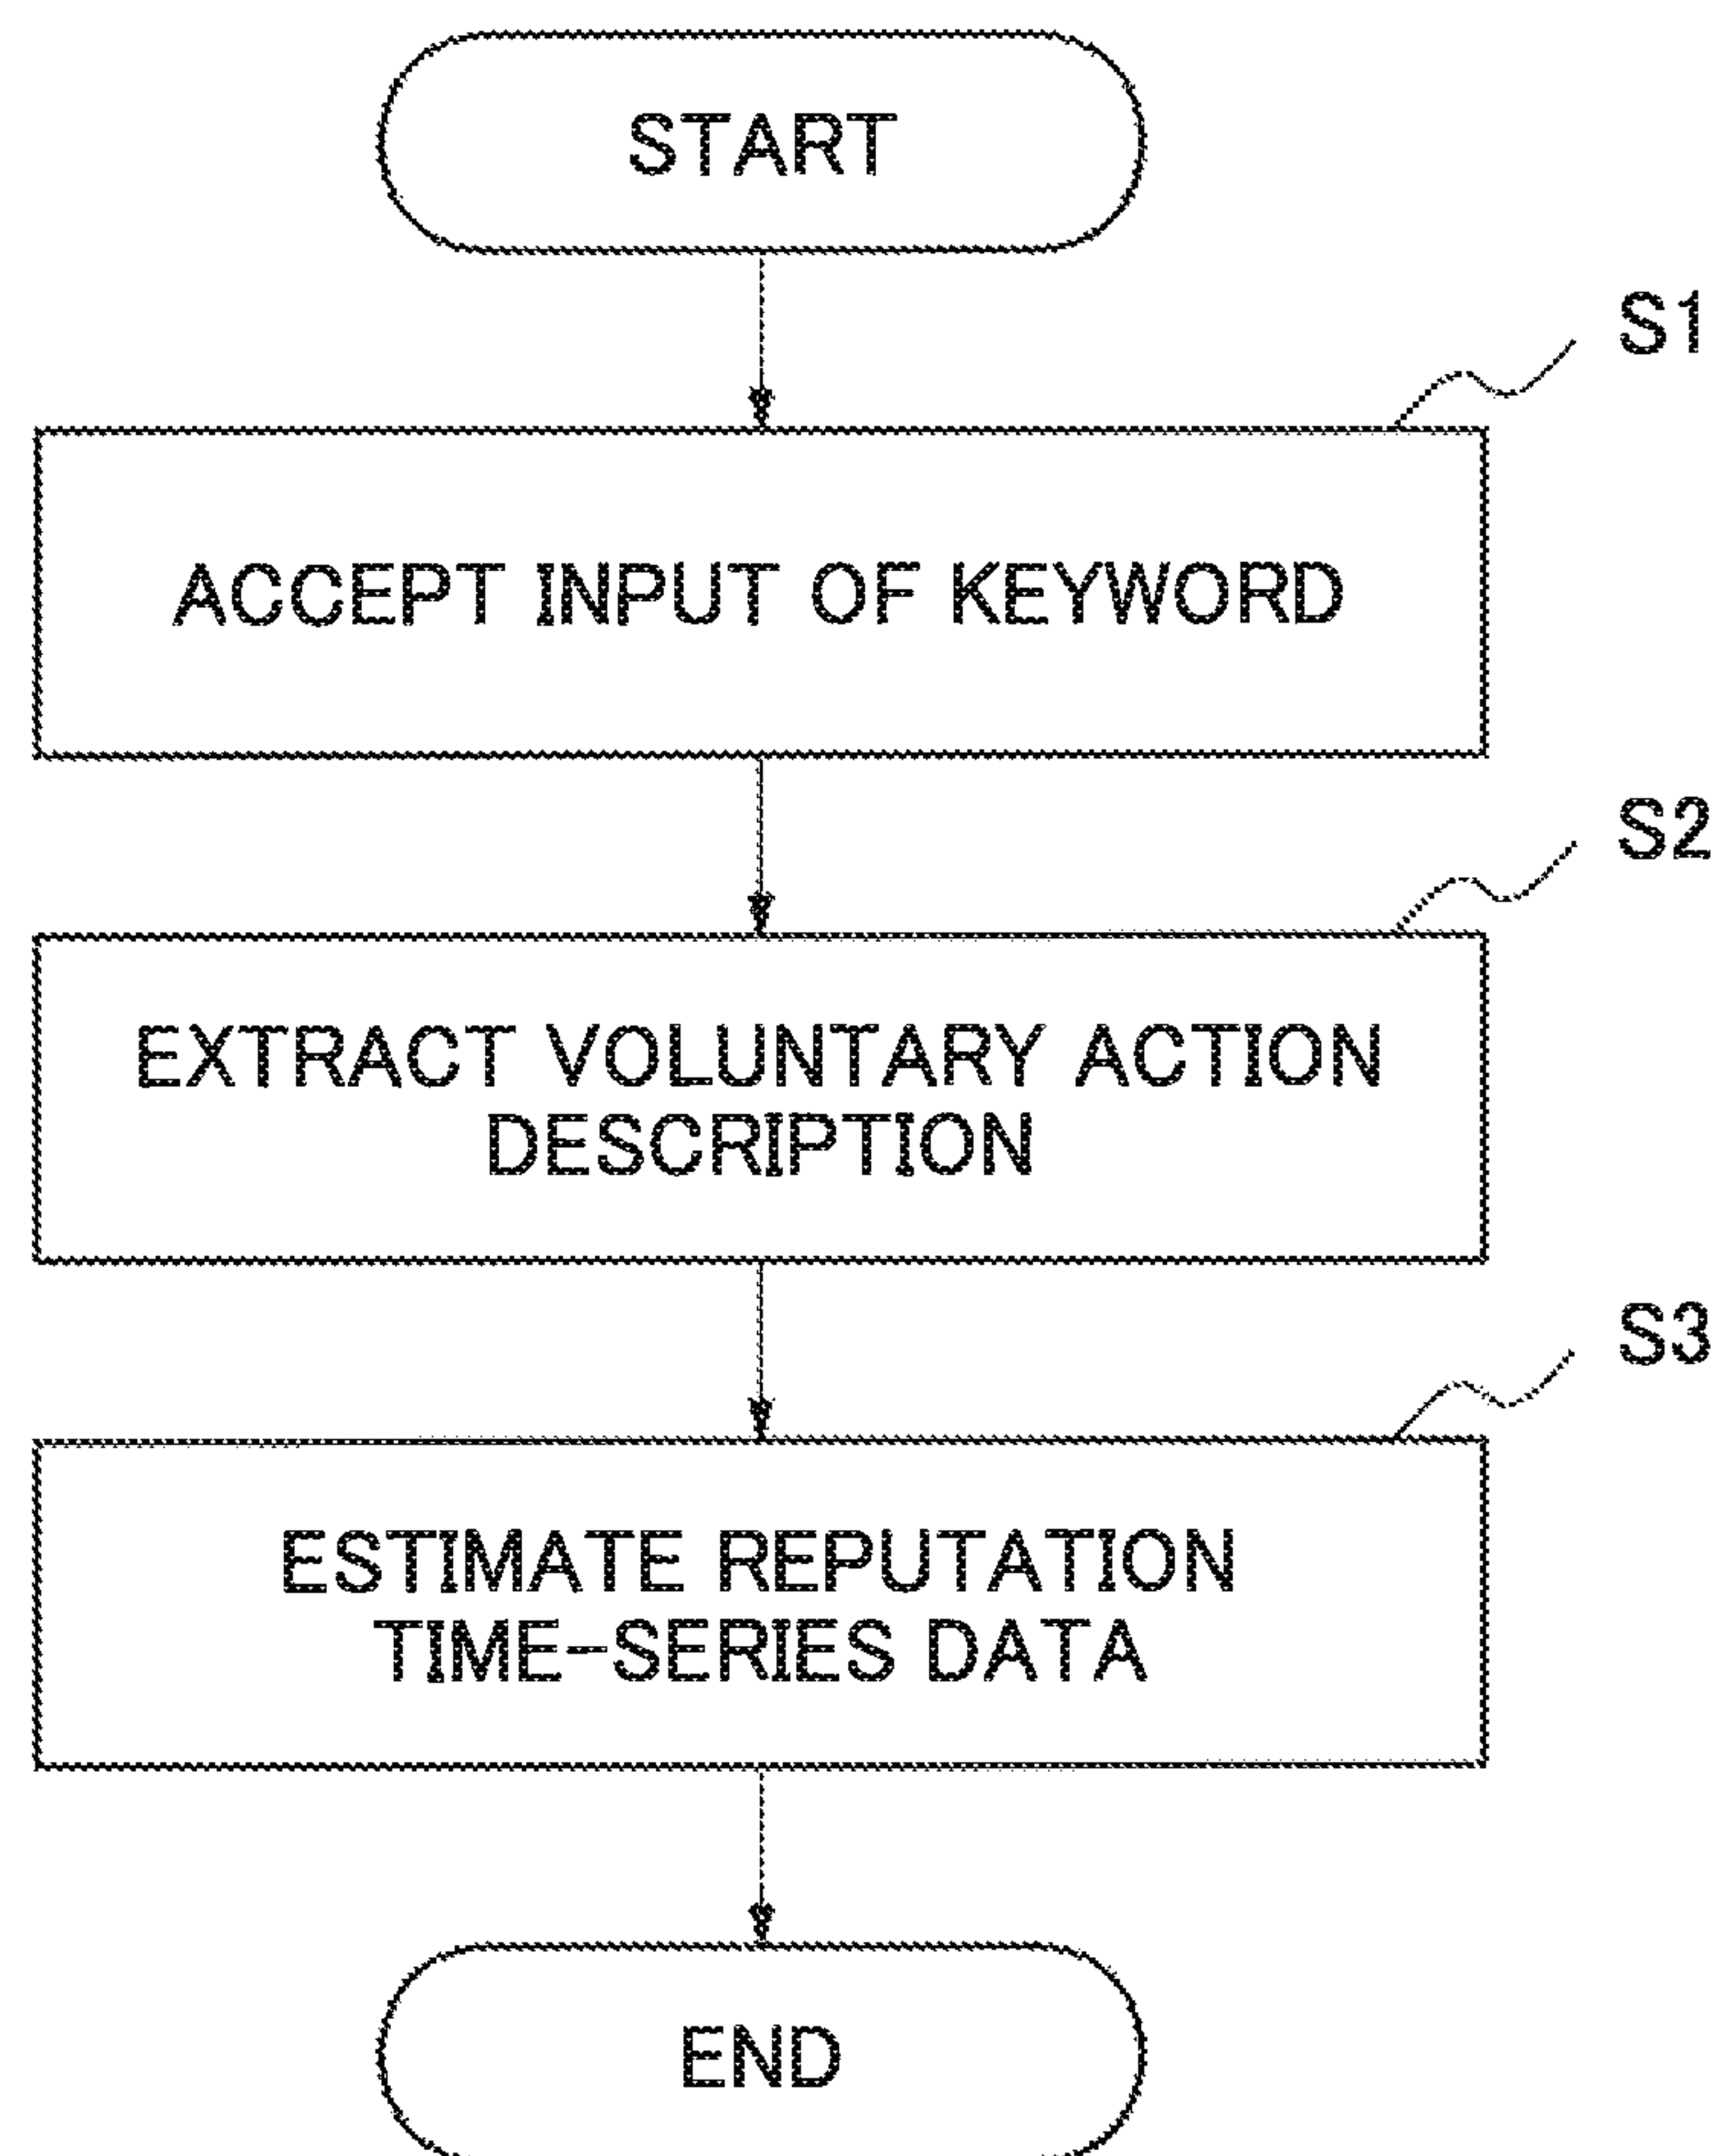 START
S1
ACCEPT INPUT OF KEYWORD
S2
EXTRACT VOLUNTARY ACTION
DESCRIPTION
S3
ESTIMATE REPUTATION
TIME-SERIES DATA
END